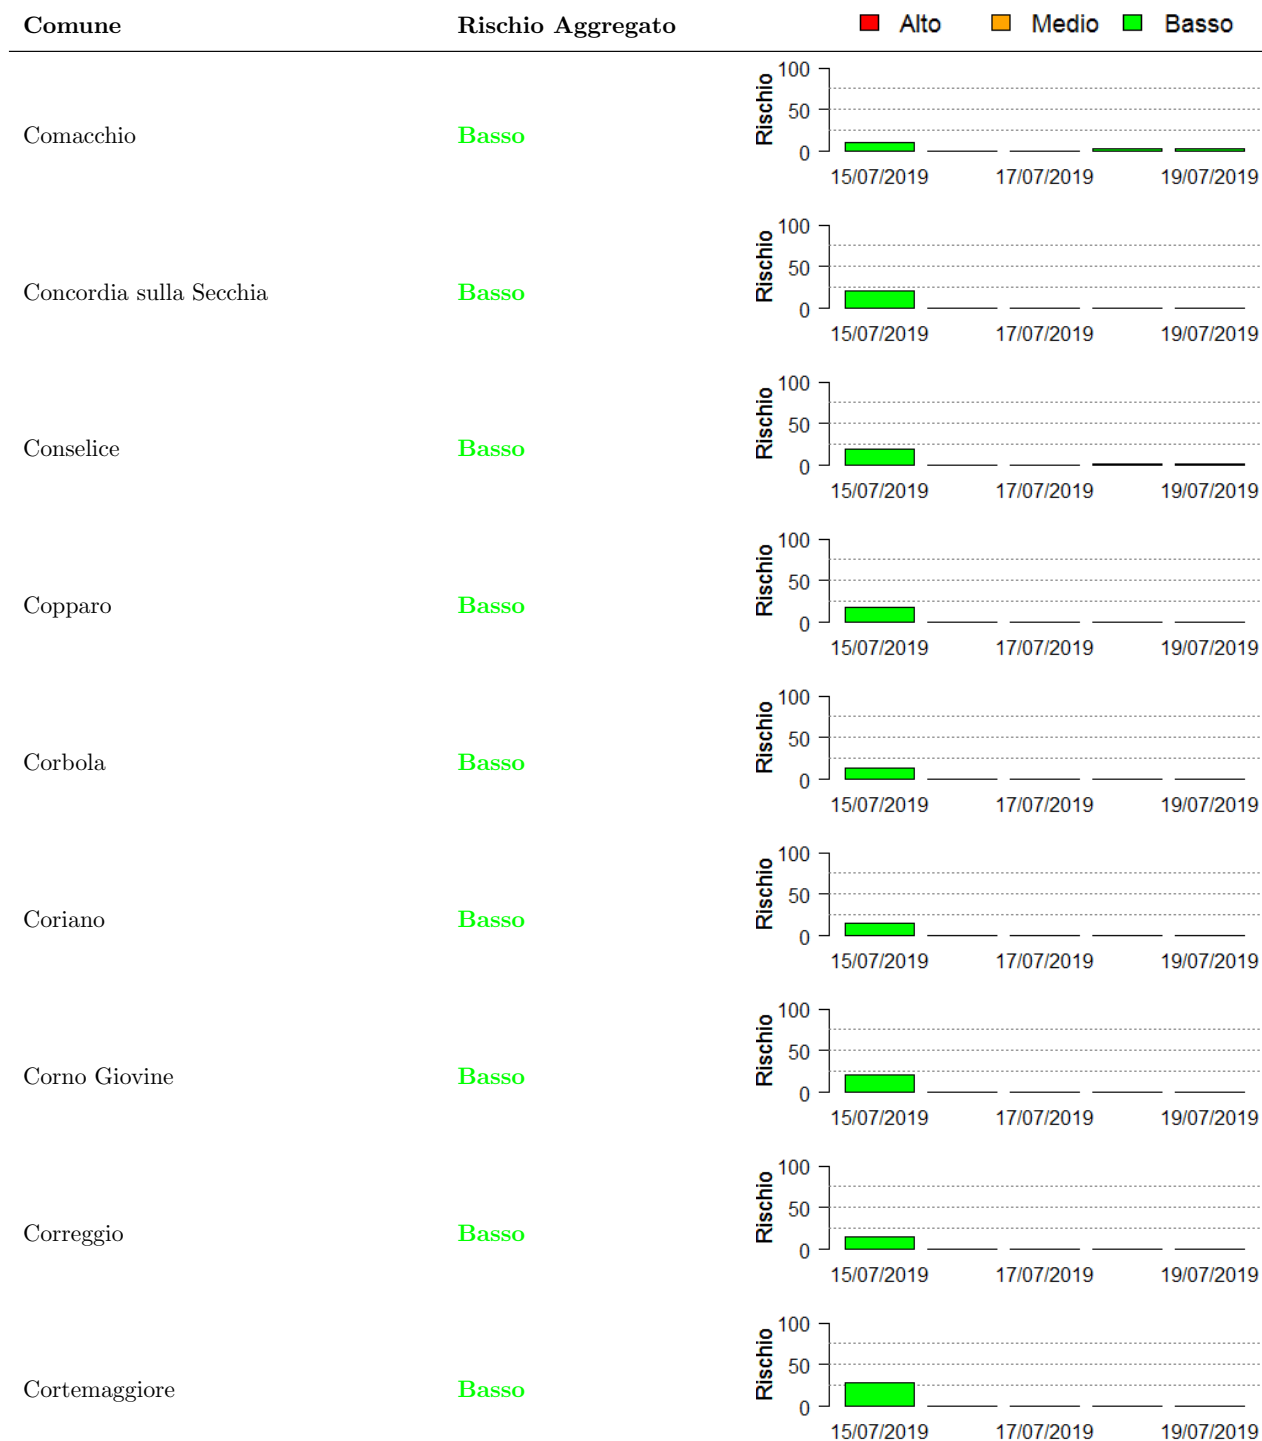 Comune Rischio Aggregato Alto Medio Basso
100
50
0
Rischio
Comacchio Basso
15/07/2019 17/07/2019 19/07/2019
100
50
0
Rischio
Concordia sulla Secchia Basso
15/07/2019 17/07/2019 19/07/2019
100
50
0
Rischio
Conselice Basso
15/07/2019 17/07/2019 19/07/2019
100
50
0
Rischio
Copparo Basso
15/07/2019 17/07/2019 19/07/2019
100
50
0
Rischio
Corbola Basso
15/07/2019 17/07/2019 19/07/2019
100
50
0
Rischio
Coriano Basso
15/07/2019 17/07/2019 19/07/2019
100
50
0
Rischio
Corno Giovine Basso
15/07/2019 17/07/2019 19/07/2019
100
50
0
Rischio
Correggio Basso
15/07/2019 17/07/2019 19/07/2019
100
50
0
Rischio
Cortemaggiore Basso
15/07/2019 17/07/2019 19/07/2019